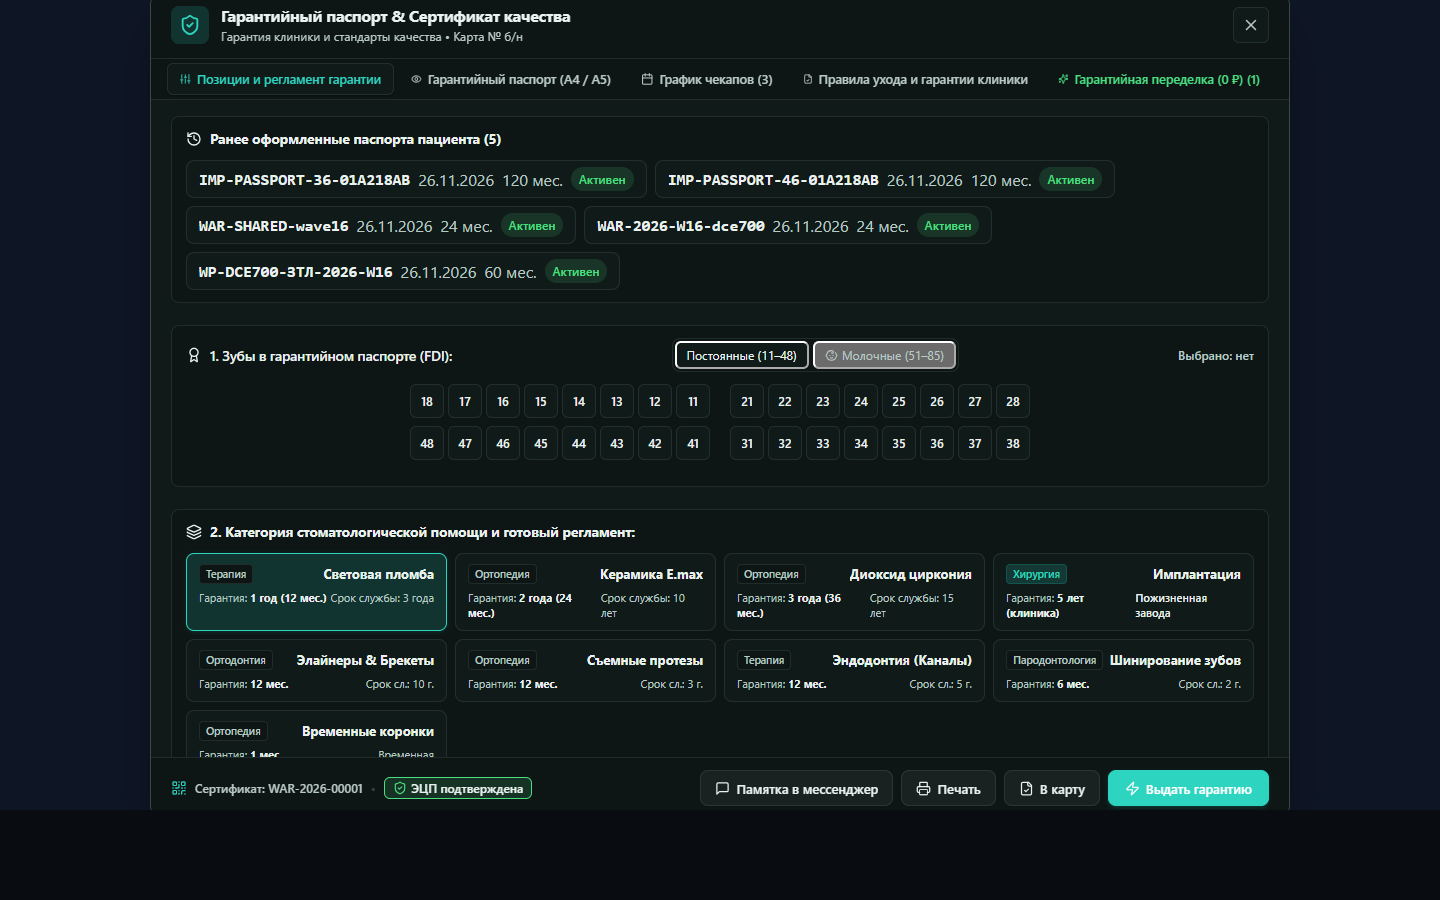 Гарантийный паспорт & Сертификат качества
Гарантия клиники и стандарты качества • Карта № б/н
Позиции и регламент гарантии
Гарантийный паспорт (А4 / А5)
График чекапов (3)
Правила ухода и гарантии клиники
Гарантийная переделка (0 ₽) (1)
Ранее оформленные паспорта пациента (5)
IMP-PASSPORT-36-01A218AB 26.11.2026 120 мес. Активен
IMP-PASSPORT-46-01A218AB 26.11.2026 120 мес. Активен
WAR-SHARED-wave16 26.11.2026 24 мес. Активен
WAR-2026-W16-dce700 26.11.2026 24 мес. Активен
WP-DCE700-ЗТЛ-2026-W16 26.11.2026 60 мес. Активен
1. Зубы в гарантийном паспорте (FDI):
Постоянные (11–48)
Молочные (51–85)
Выбрано: нет
18 17 16 15 14 13 12 11 21 22 23 24 25 26 27 28
48 47 46 45 44 43 42 41 31 32 33 34 35 36 37 38
2. Категория стоматологической помощи и готовый регламент:
Терапия Световая пломба
Гарантия: 1 год (12 мес.) Срок службы: 3 года
Ортопедия Керамика E.max
Гарантия: 2 года (24 мес.) Срок службы: 10 лет
Ортопедия Диоксид циркония
Гарантия: 3 года (36 мес.) Срок службы: 15 лет
Хирургия Имплантация
Гарантия: 5 лет (клиника) Пожизненная завода
Ортодонтия Элайнеры & Брекеты
Гарантия: 12 мес. Срок сл.: 10 г.
Ортопедия Съемные протезы
Гарантия: 12 мес. Срок сл.: 3 г.
Терапия Эндодонтия (Каналы)
Гарантия: 12 мес. Срок сл.: 5 г.
Пародонтология Шинирование зубов
Гарантия: 6 мес. Срок сл.: 2 г.
Ортопедия Временные коронки
Гарантия: 1 мес. Временная
Сертификат: WAR-2026-00001 •
ЭЦП подтверждена
Памятка в мессенджер
Печать
В карту
Выдать гарантию